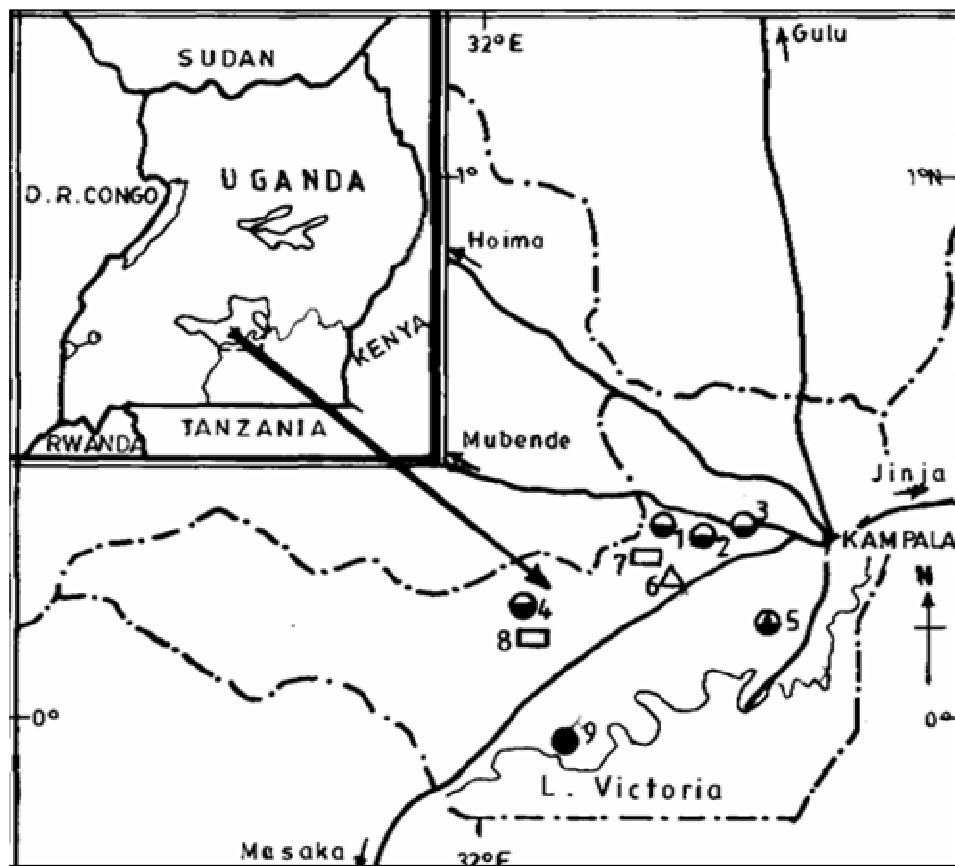 SUDAN
UGANDA
D.R. CONGO
KENYA
TANZANIA
RWANDA
32°E
Gulu
1°
1°N
Hoima
Mubende
Jinja
KAMPALA
N
1
2
3
4
5
6
7
8
9
0°
0°
L. Victoria
Masaka
32°E